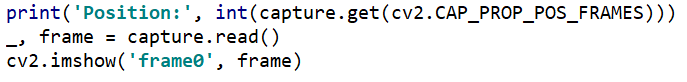 print('Position:', int(capture.get(cv2.CAP_PROP_POS_FRAMES)))
_, frame = capture.read()
cv2.imshow('frame0', frame)